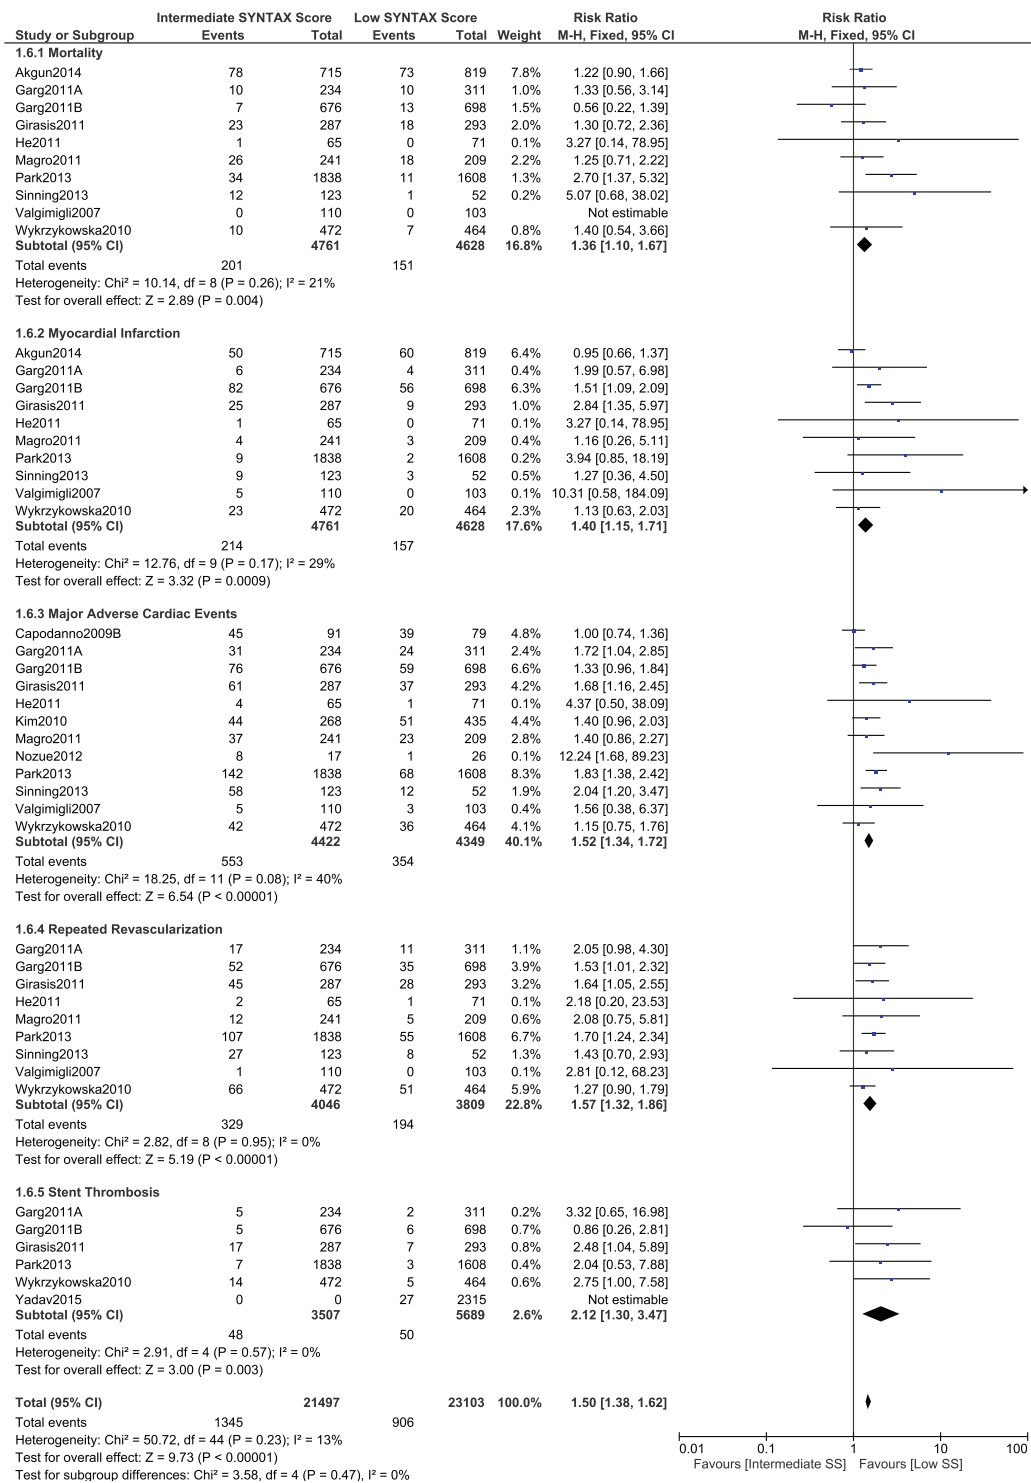 Intermediate SYNTAX Score Low SYNTAX Score Risk Ratio Risk Ratio
Study or Subgroup Events Total Events Total Weight M-H, Fixed, 95% CI M-H, Fixed, 95% CI
1.6.1 Mortality
Akgun2014 78 715 73 819 7.8% 1.22 [0.90, 1.66]
Garg2011A 10 234 10 311 1.0% 1.33 [0.56, 3.14]
Garg2011B 7 676 13 698 1.5% 0.56 [0.22, 1.39]
Girasis2011 23 287 18 293 2.0% 1.30 [0.72, 2.36]
He2011 1 65 0 71 0.1% 3.27 [0.14, 78.95]
Magro2011 26 241 18 209 2.2% 1.25 [0.71, 2.22]
Park2013 34 1838 11 1608 1.3% 2.70 [1.37, 5.32]
Sinning2013 12 123 1 52 0.2% 5.07 [0.68, 38.02]
Valgimigli2007 0 110 0 103 Not estimable
Wykrzykowska2010 10 472 7 464 0.8% 1.40 [0.54, 3.66]
Subtotal (95% CI) 4761 4628 16.8% 1.36 [1.10, 1.67]
Total events 201 151
Heterogeneity: Chi² = 10.14, df = 8 (P = 0.26); I² = 21%
Test for overall effect: Z = 2.89 (P = 0.004)
1.6.2 Myocardial Infarction
Akgun2014 50 715 60 819 6.4% 0.95 [0.66, 1.37]
Garg2011A 6 234 4 311 0.4% 1.99 [0.57, 6.98]
Garg2011B 82 676 56 698 6.3% 1.51 [1.09, 2.09]
Girasis2011 25 287 9 293 1.0% 2.84 [1.35, 5.97]
He2011 1 65 0 71 0.1% 3.27 [0.14, 78.95]
Magro2011 4 241 3 209 0.4% 1.16 [0.26, 5.11]
Park2013 9 1838 2 1608 0.2% 3.94 [0.85, 18.19]
Sinning2013 9 123 3 52 0.5% 1.27 [0.36, 4.50]
Valgimigli2007 5 110 0 103 0.1% 10.31 [0.58, 184.09]
Wykrzykowska2010 23 472 20 464 2.3% 1.13 [0.63, 2.03]
Subtotal (95% CI) 4761 4628 17.6% 1.40 [1.15, 1.71]
Total events 214 157
Heterogeneity: Chi² = 12.76, df = 9 (P = 0.17); I² = 29%
Test for overall effect: Z = 3.32 (P = 0.0009)
1.6.3 Major Adverse Cardiac Events
Capodanno2009B 45 91 39 79 4.8% 1.00 [0.74, 1.36]
Garg2011A 31 234 24 311 2.4% 1.72 [1.04, 2.85]
Garg2011B 76 676 59 698 6.8% 1.33 [0.96, 1.84]
Girasis2011 61 287 37 293 4.2% 1.68 [1.16, 2.45]
He2011 4 65 1 71 0.1% 4.37 [0.50, 38.09]
Kim2010 44 268 51 435 4.4% 1.40 [0.96, 2.03]
Magro2011 37 241 23 209 2.8% 1.40 [0.86, 2.27]
Nozue2012 8 17 1 26 0.1% 12.24 [1.68, 89.23]
Park2013 142 1838 68 1608 8.3% 1.83 [1.38, 2.42]
Sinning2013 58 123 12 52 1.9% 2.04 [1.20, 3.47]
Valgimigli2007 5 110 3 103 0.4% 1.56 [0.38, 6.37]
Wykrzykowska2010 42 472 36 464 4.1% 1.15 [0.75, 1.76]
Subtotal (95% CI) 4422 4349 40.1% 1.52 [1.34, 1.72]
Total events 553 354
Heterogeneity: Chi² = 18.25, df = 11 (P = 0.08); I² = 40%
Test for overall effect: Z = 6.54 (P < 0.00001)
1.6.4 Repeated Revascularization
Garg2011A 17 234 11 311 1.1% 2.05 [0.98, 4.30]
Garg2011B 52 676 35 698 3.9% 1.53 [1.01, 2.32]
Girasis2011 45 287 28 293 3.2% 1.64 [1.05, 2.55]
He2011 2 65 1 71 0.1% 2.18 [0.20, 23.53]
Magro2011 12 241 5 209 0.6% 2.08 [0.75, 5.81]
Park2013 107 1838 55 1608 6.7% 1.70 [1.24, 2.34]
Sinning2013 27 123 8 52 1.3% 1.43 [0.70, 2.93]
Valgimigli2007 1 110 0 103 0.1% 2.81 [0.12, 68.23]
Wykrzykowska2010 66 472 51 464 5.9% 1.27 [0.90, 1.79]
Subtotal (95% CI) 4046 3809 22.8% 1.57 [1.32, 1.86]
Total events 329 194
Heterogeneity: Chi² = 2.82, df = 8 (P = 0.95); I² = 0%
Test for overall effect: Z = 5.19 (P < 0.00001)
1.6.5 Stent Thrombosis
Garg2011A 5 234 2 311 0.2% 3.32 [0.65, 16.98]
Garg2011B 5 676 6 698 0.7% 0.86 [0.26, 2.81]
Girasis2011 17 287 7 293 0.8% 2.48 [1.04, 5.89]
Park2013 7 1838 3 1608 0.4% 2.04 [0.53, 7.88]
Wykrzykowska2010 14 472 5 464 0.6% 2.75 [1.00, 7.58]
Yadav2015 0 0 27 2315 Not estimable
Subtotal (95% CI) 3507 5689 2.6% 2.12 [1.30, 3.47]
Total events 48 50
Heterogeneity: Chi² = 2.91, df = 4 (P = 0.57); I² = 0%
Test for overall effect: Z = 3.00 (P = 0.003)
Total (95% CI) 21497 23103 100.0% 1.50 [1.38, 1.62]
Total events 1345 906
Heterogeneity: Chi² = 50.72, df = 44 (P = 0.23); I² = 13%
Test for overall effect: Z = 9.73 (P < 0.00001)
Test for subgroup differences: Chi² = 3.58, df = 4 (P = 0.47), I² = 0%
0.01 0.1 1 10 100
Favours [Intermediate SS] Favours [Low SS]